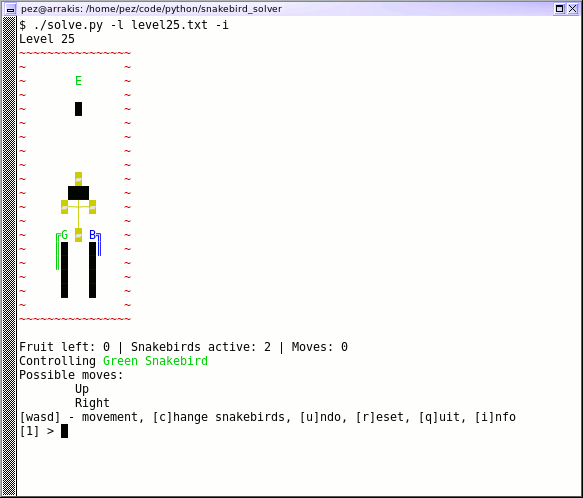 pez@arrakis: /home/pez/code/python/snakebird_solver
$ ./solve.py -l level25.txt -i
Level 25
~~~~~~~~~~~~~~~~
~              ~
~       E      ~
~              ~
~       █      ~
~              ~
~              ~
~              ~
~              ~
~              ~
~      ███     ~
~              ~
~              ~
~    ╔G   B╗   ~
~    ║█   █║   ~
~    ║█   █    ~
~     █   █    ~
~     █   █    ~
~              ~
~~~~~~~~~~~~~~~~
Fruit left: 0 | Snakebirds active: 2 | Moves: 0
Controlling Green Snakebird
Possible moves:
        Up
        Right
[wasd] - movement, [c]hange snakebirds, [u]ndo, [r]eset, [q]uit, [i]nfo
[1] >